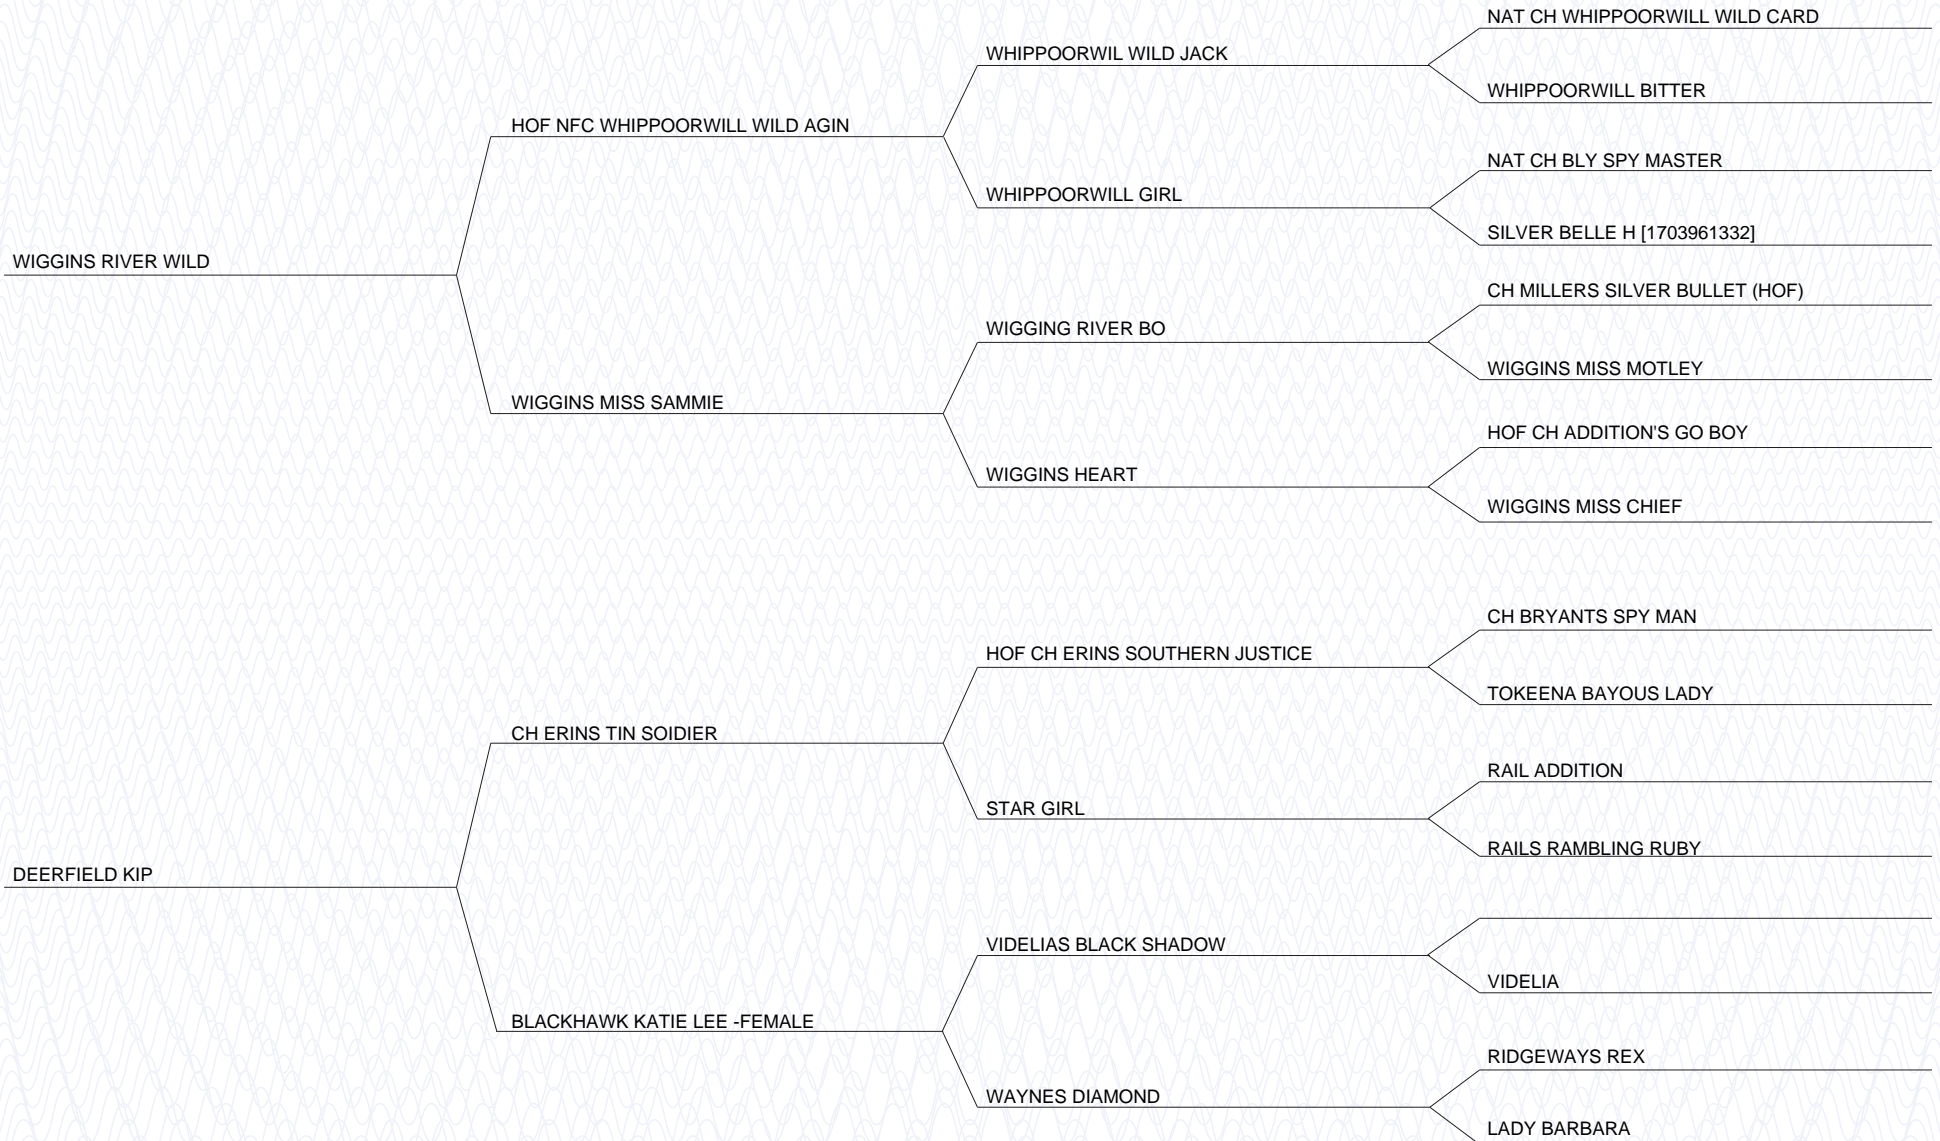 NAT CH WHIPPOORWILL WILD CARD
WHIPPOORWIL WILD JACK
WHIPPOORWILL BITTER
HOF NFC WHIPPOORWILL WILD AGIN
NAT CH BLY SPY MASTER
WHIPPOORWILL GIRL
SILVER BELLE H [1703961332]
WIGGINS RIVER WILD
CH MILLERS SILVER BULLET (HOF)
WIGGING RIVER BO
WIGGINS MISS MOTLEY
WIGGINS MISS SAMMIE
HOF CH ADDITION'S GO BOY
WIGGINS HEART
WIGGINS MISS CHIEF
CH BRYANTS SPY MAN
HOF CH ERINS SOUTHERN JUSTICE
TOKEENA BAYOUS LADY
CH ERINS TIN SOIDIER
RAIL ADDITION
STAR GIRL
RAILS RAMBLING RUBY
DEERFIELD KIP
VIDELIAS BLACK SHADOW
VIDELIA
BLACKHAWK KATIE LEE -FEMALE
RIDGEWAYS REX
WAYNES DIAMOND
LADY BARBARA